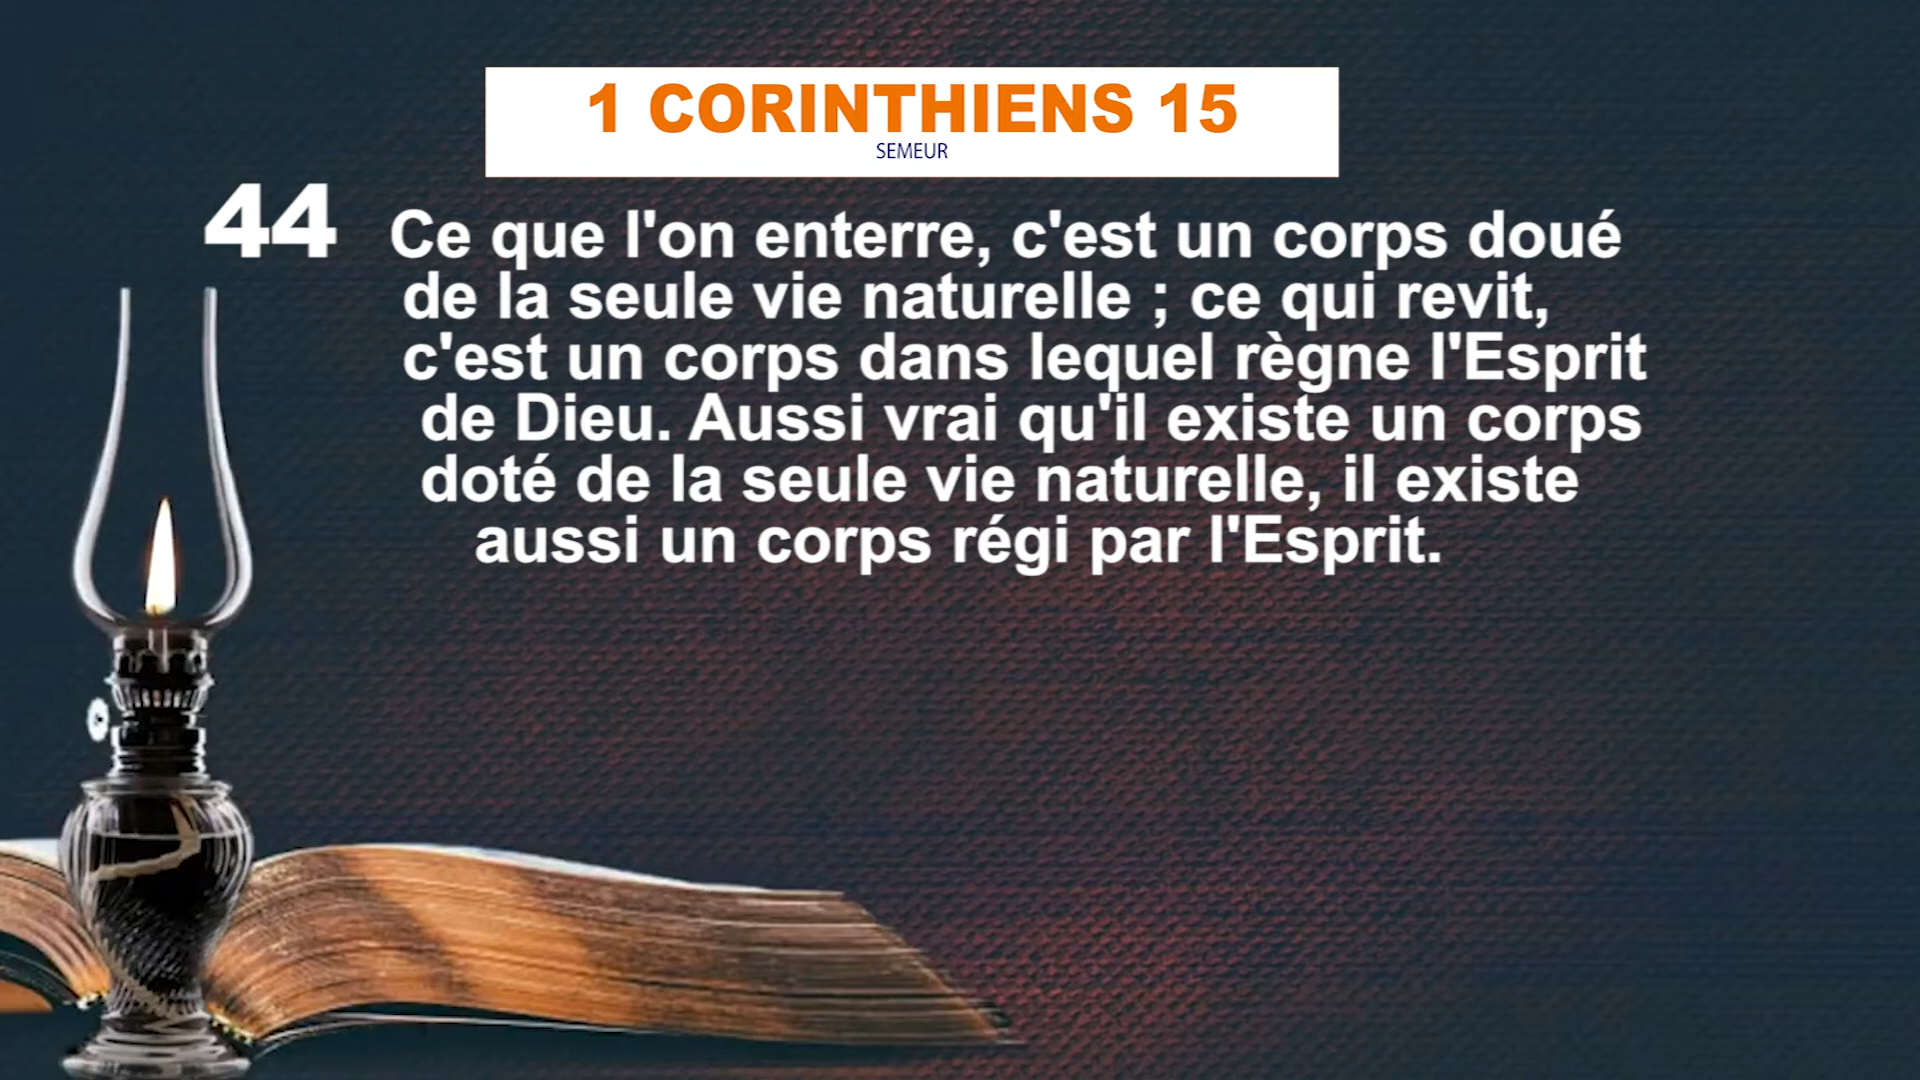 1 CORINTHIENS 15
SEMEUR
44 Ce que l'on enterre, c'est un corps doué
de la seule vie naturelle ; ce qui revit,
c'est un corps dans lequel règne l'Esprit
de Dieu. Aussi vrai qu'il existe un corps
doté de la seule vie naturelle, il existe
aussi un corps régi par l'Esprit.